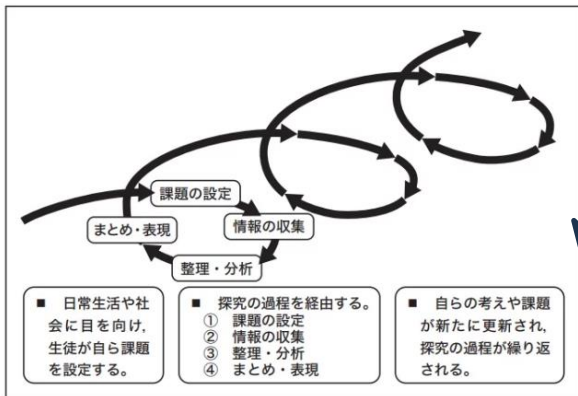 課題の設定
まとめ・表現
情報の収集
整理・分析
■ 日常生活や社
会に目を向け,
生徒が自ら課題
を設定する。
■ 探究の過程を経由する。
① 課題の設定
② 情報の収集
③ 整理・分析
④ まとめ・表現
■ 自らの考えや課題
が新たに更新され,
探究の過程が繰り返
される。